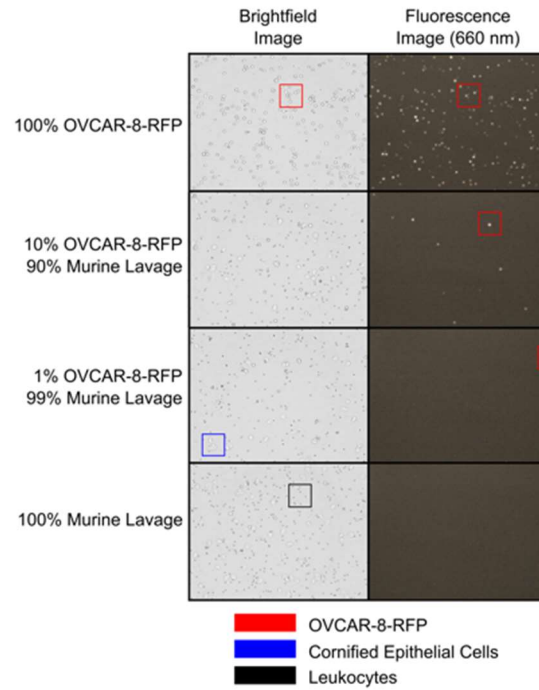 Brightfield
Image
Fluorescence
Image (660 nm)
100% OVCAR-8-RFP
10% OVCAR-8-RFP
90% Murine Lavage
1% OVCAR-8-RFP
99% Murine Lavage
100% Murine Lavage
OVCAR-8-RFP
Cornified Epithelial Cells
Leukocytes